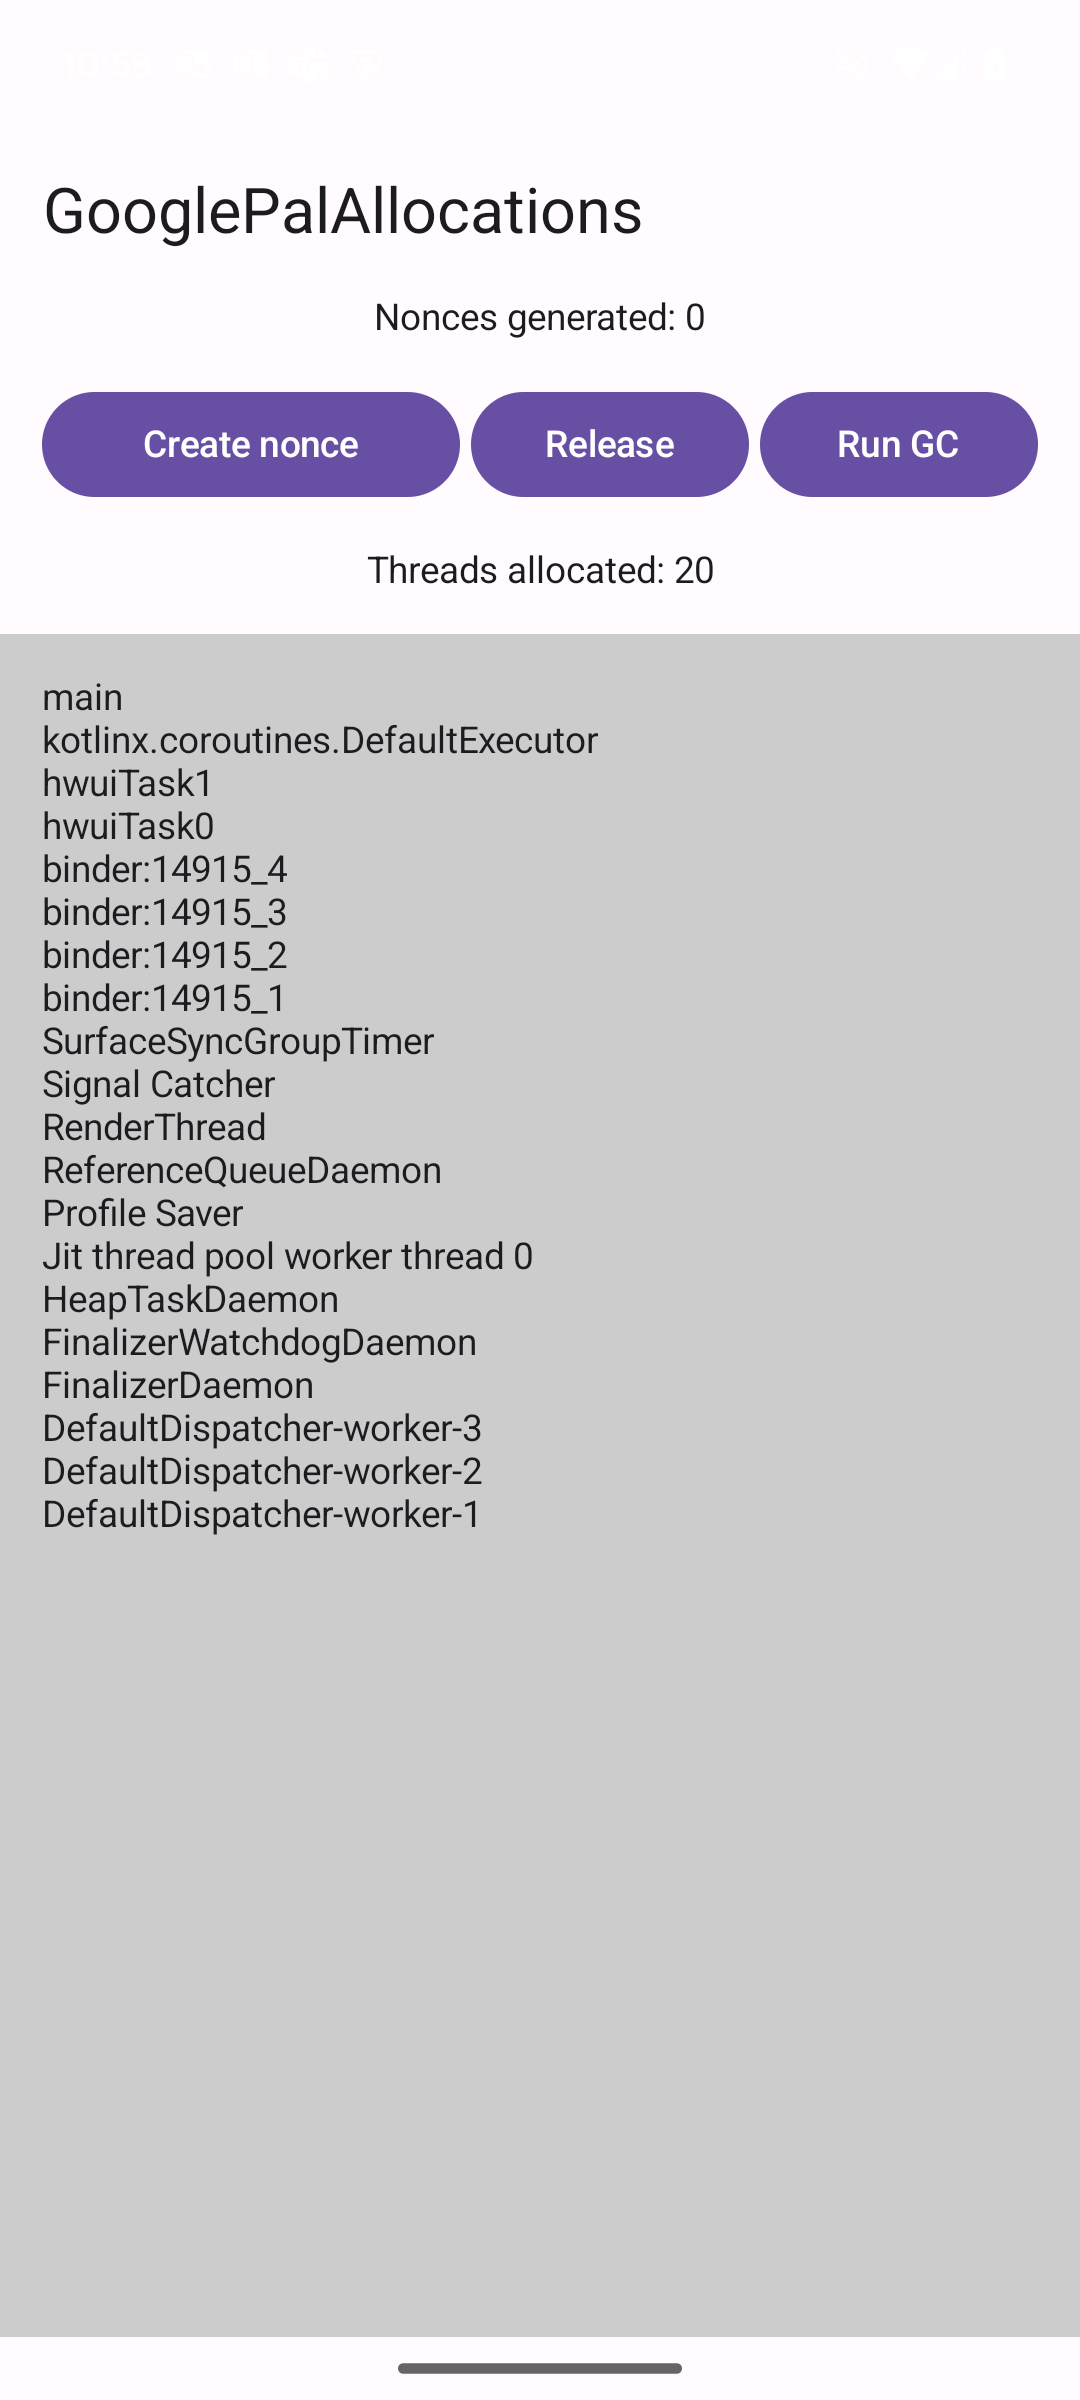 GooglePalAllocations
Nonces generated: 0
Create nonce
Release
Run GC
Threads allocated: 20
main
kotlinx.coroutines.DefaultExecutor
hwuiTask1
hwuiTask0
binder:14915_4
binder:14915_3
binder:14915_2
binder:14915_1
SurfaceSyncGroupTimer
Signal Catcher
RenderThread
ReferenceQueueDaemon
Profile Saver
Jit thread pool worker thread 0
HeapTaskDaemon
FinalizerWatchdogDaemon
FinalizerDaemon
DefaultDispatcher-worker-3
DefaultDispatcher-worker-2
DefaultDispatcher-worker-1